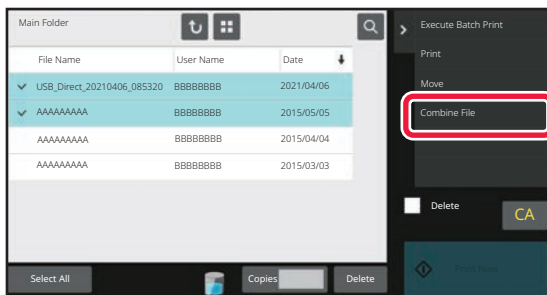 Main Folder
File Name User Name Date
USB_Direct_20210406_085320 BBBBBBBB 2021/04/06
AAAAAAAAA BBBBBBBB 2015/05/05
AAAAAAAAA BBBBBBBB 2015/04/04
AAAAAAAAA BBBBBBBB 2015/03/03
Select All
Copies
Delete
Execute Batch Print
Print
Move
Combine File
Delete
CA
Print Now